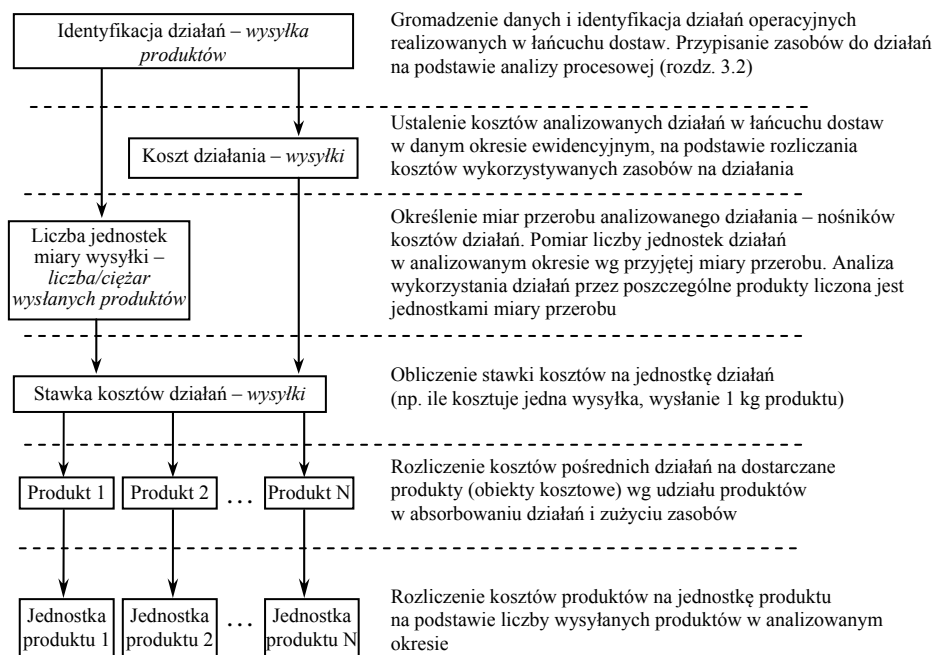 Identyfikacja działań – wysyłka
produktów
Gromadzenie danych i identyfikacja działań operacyjnych
realizowanych w łańcuchu dostaw. Przypisanie zasobów do działań
na podstawie analizy procesowej (rozdz. 3.2)
Koszt działania – wysyłki
Ustalenie kosztów analizowanych działań w łańcuchu dostaw
w danym okresie ewidencyjnym, na podstawie rozliczania
kosztów wykorzystywanych zasobów na działania
Liczba jednostek
miary wysyłki –
liczba/ciężar
wysłanych produktów
Określenie miar przerobu analizowanego działania – nośników
kosztów działań. Pomiar liczby jednostek działań
w analizowanym okresie wg przyjętej miary przerobu. Analiza
wykorzystania działań przez poszczególne produkty liczona jest
jednostkami miary przerobu
Stawka kosztów działań – wysyłki
Obliczenie stawki kosztów na jednostkę działań
(np. ile kosztuje jedna wysyłka, wysłanie 1 kg produktu)
Produkt 1 Produkt 2 ... Produkt N
Rozliczenie kosztów pośrednich działań na dostarczane
produkty (obiekty kosztowe) wg udziału produktów
w absorbowaniu działań i zużyciu zasobów
Jednostka
produktu 1
Jednostka
produktu 2
...
Jednostka
produktu N
Rozliczenie kosztów produktów na jednostkę produktu
na podstawie liczby wysyłanych produktów w analizowanym
okresie